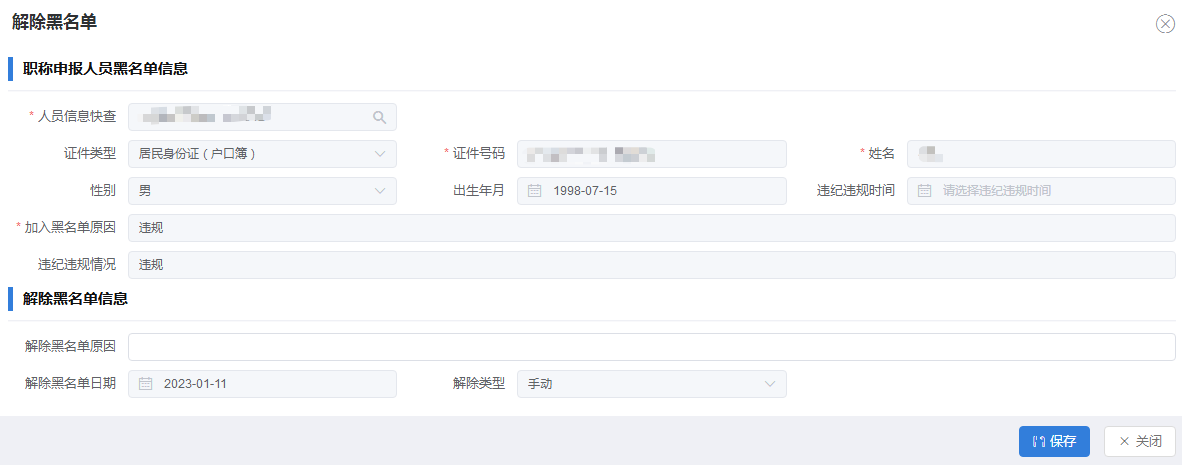 解除黑名单
职称申报人员黑名单信息
* 人员信息快查
证件类型 居民身份证（户口簿） * 证件号码 * 姓名
性别 男 出生年月 1998-07-15 违纪违规时间 请选择违纪违规时间
* 加入黑名单原因 违规
违纪违规情况 违规
解除黑名单信息
解除黑名单原因
解除黑名单日期 2023-01-11 解除类型 手动
保存 关闭